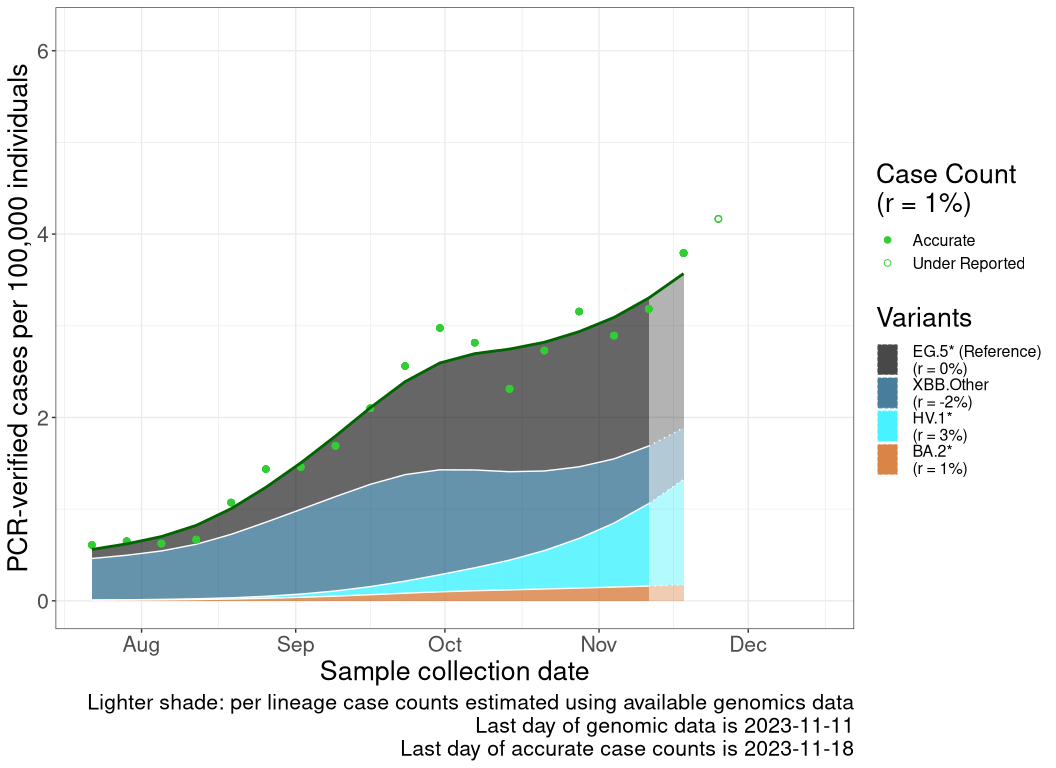 PCR-verified cases per 100,000 individuals
6
4
2
0
Aug Sep Oct Nov Dec
Sample collection date
Lighter shade: per lineage case counts estimated using available genomics data
Last day of genomic data is 2023-11-11
Last day of accurate case counts is 2023-11-18
Case Count
(r = 1%)
Accurate
Under Reported
Variants
EG.5* (Reference)
(r = 0%)
XBB.Other
(r = -2%)
HV.1*
(r = 3%)
BA.2*
(r = 1%)